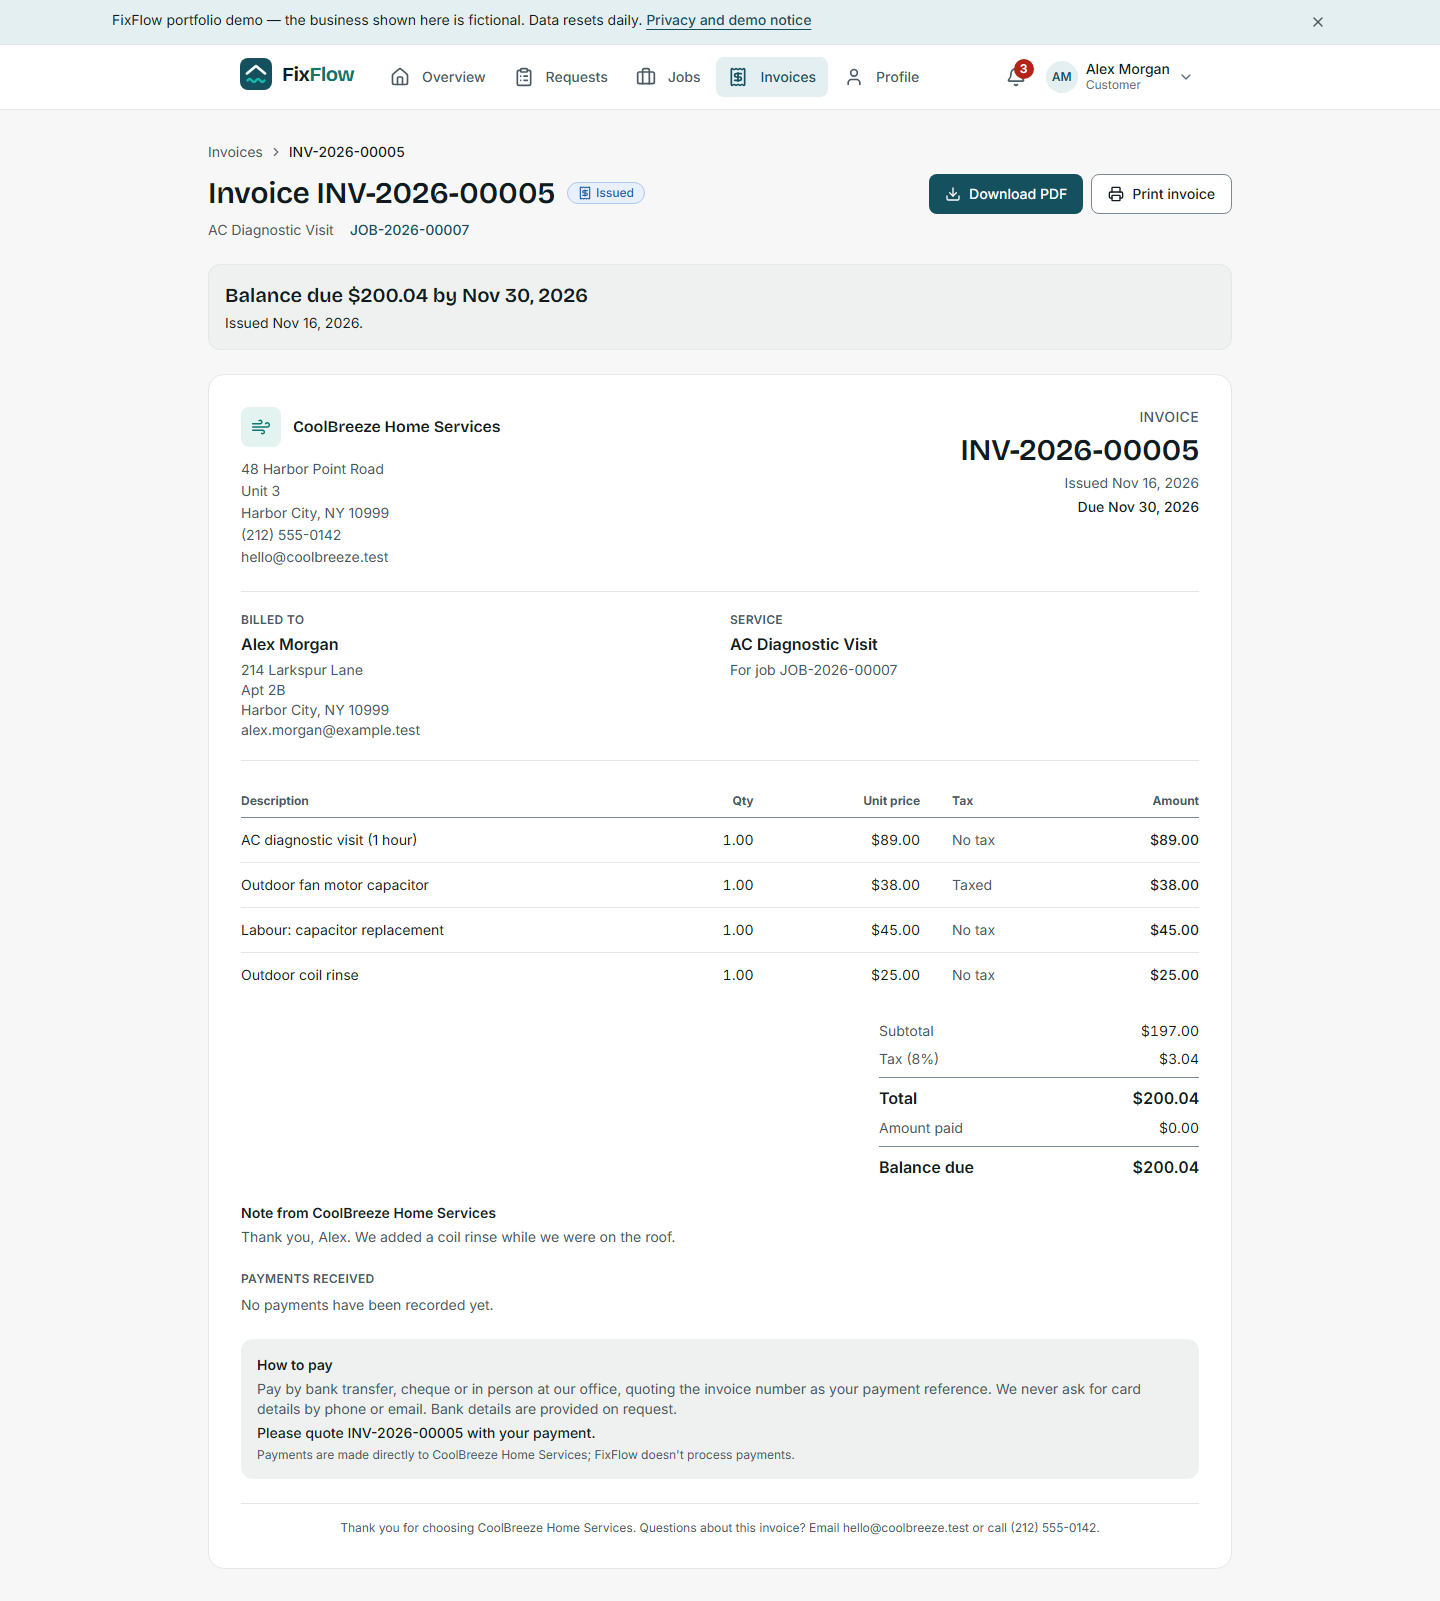 FixFlow portfolio demo — the business shown here is fictional. Data resets daily. Privacy and demo notice
FixFlow
Overview
Requests
Jobs
Invoices
Profile
3
AM
Alex Morgan
Customer
Invoices > INV-2026-00005
Invoice INV-2026-00005
Issued
Download PDF
Print invoice
AC Diagnostic Visit JOB-2026-00007
Balance due $200.04 by Nov 30, 2026
Issued Nov 16, 2026.
CoolBreeze Home Services
48 Harbor Point Road
Unit 3
Harbor City, NY 10999
(212) 555-0142
hello@coolbreeze.test
INVOICE
INV-2026-00005
Issued Nov 16, 2026
Due Nov 30, 2026
BILLED TO
Alex Morgan
214 Larkspur Lane
Apt 2B
Harbor City, NY 10999
alex.morgan@example.test
SERVICE
AC Diagnostic Visit
For job JOB-2026-00007
Description Qty Unit price Tax Amount
AC diagnostic visit (1 hour) 1.00 $89.00 No tax $89.00
Outdoor fan motor capacitor 1.00 $38.00 Taxed $38.00
Labour: capacitor replacement 1.00 $45.00 No tax $45.00
Outdoor coil rinse 1.00 $25.00 No tax $25.00
Subtotal $197.00
Tax (8%) $3.04
Total $200.04
Amount paid $0.00
Balance due $200.04
Note from CoolBreeze Home Services
Thank you, Alex. We added a coil rinse while we were on the roof.
PAYMENTS RECEIVED
No payments have been recorded yet.
How to pay
Pay by bank transfer, cheque or in person at our office, quoting the invoice number as your payment reference. We never ask for card
details by phone or email. Bank details are provided on request.
Please quote INV-2026-00005 with your payment.
Payments are made directly to CoolBreeze Home Services; FixFlow doesn't process payments.
Thank you for choosing CoolBreeze Home Services. Questions about this invoice? Email hello@coolbreeze.test or call (212) 555-0142.